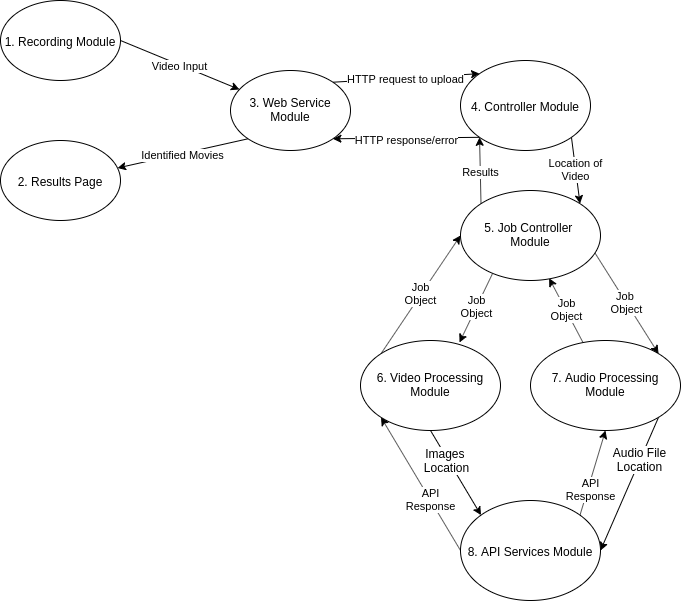 1. Recording Module
Video Input
HTTP request to upload
3. Web Service
Module
4. Controller Module
HTTP response/error
Identified Movies
2. Results Page
Location of
Video
Results
5. Job Controller
Module
Job
Object
Job
Object
Job
Object
Job
Object
6. Video Processing
Module
7. Audio Processing
Module
Images
Location
Audio File
Location
API
Response
API
Response
8. API Services Module